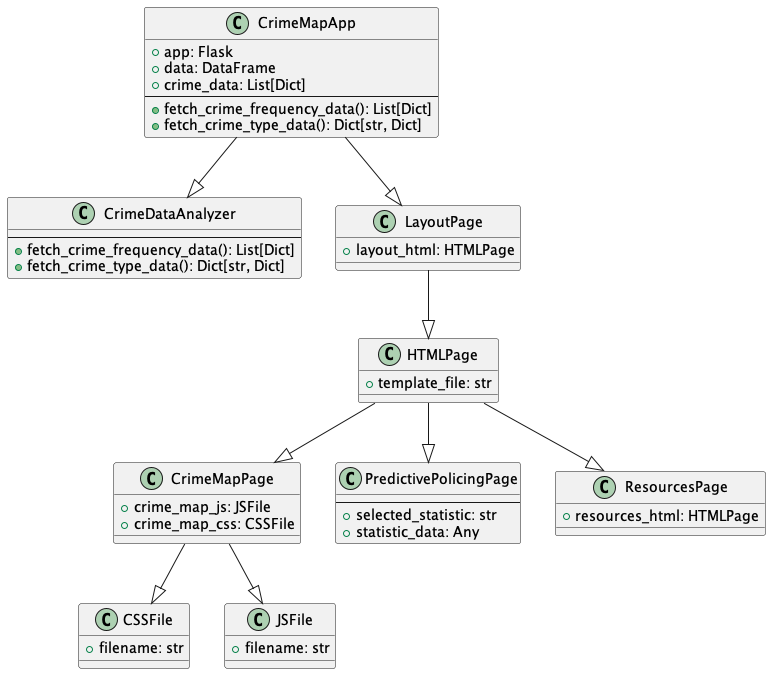 C CrimeMapApp
app: Flask
data: DataFrame
crime_data: List[Dict]
fetch_crime_frequency_data(): List[Dict]
fetch_crime_type_data(): Dict[str, Dict]
C CrimeDataAnalyzer
fetch_crime_frequency_data(): List[Dict]
fetch_crime_type_data(): Dict[str, Dict]
C LayoutPage
layout_html: HTMLPage
C HTMLPage
template_file: str
C CrimeMapPage
crime_map_js: JSFile
crime_map_css: CSSFile
C PredictivePolicingPage
selected_statistic: str
statistic_data: Any
C ResourcesPage
resources_html: HTMLPage
C CSSFile
filename: str
C JSFile
filename: str